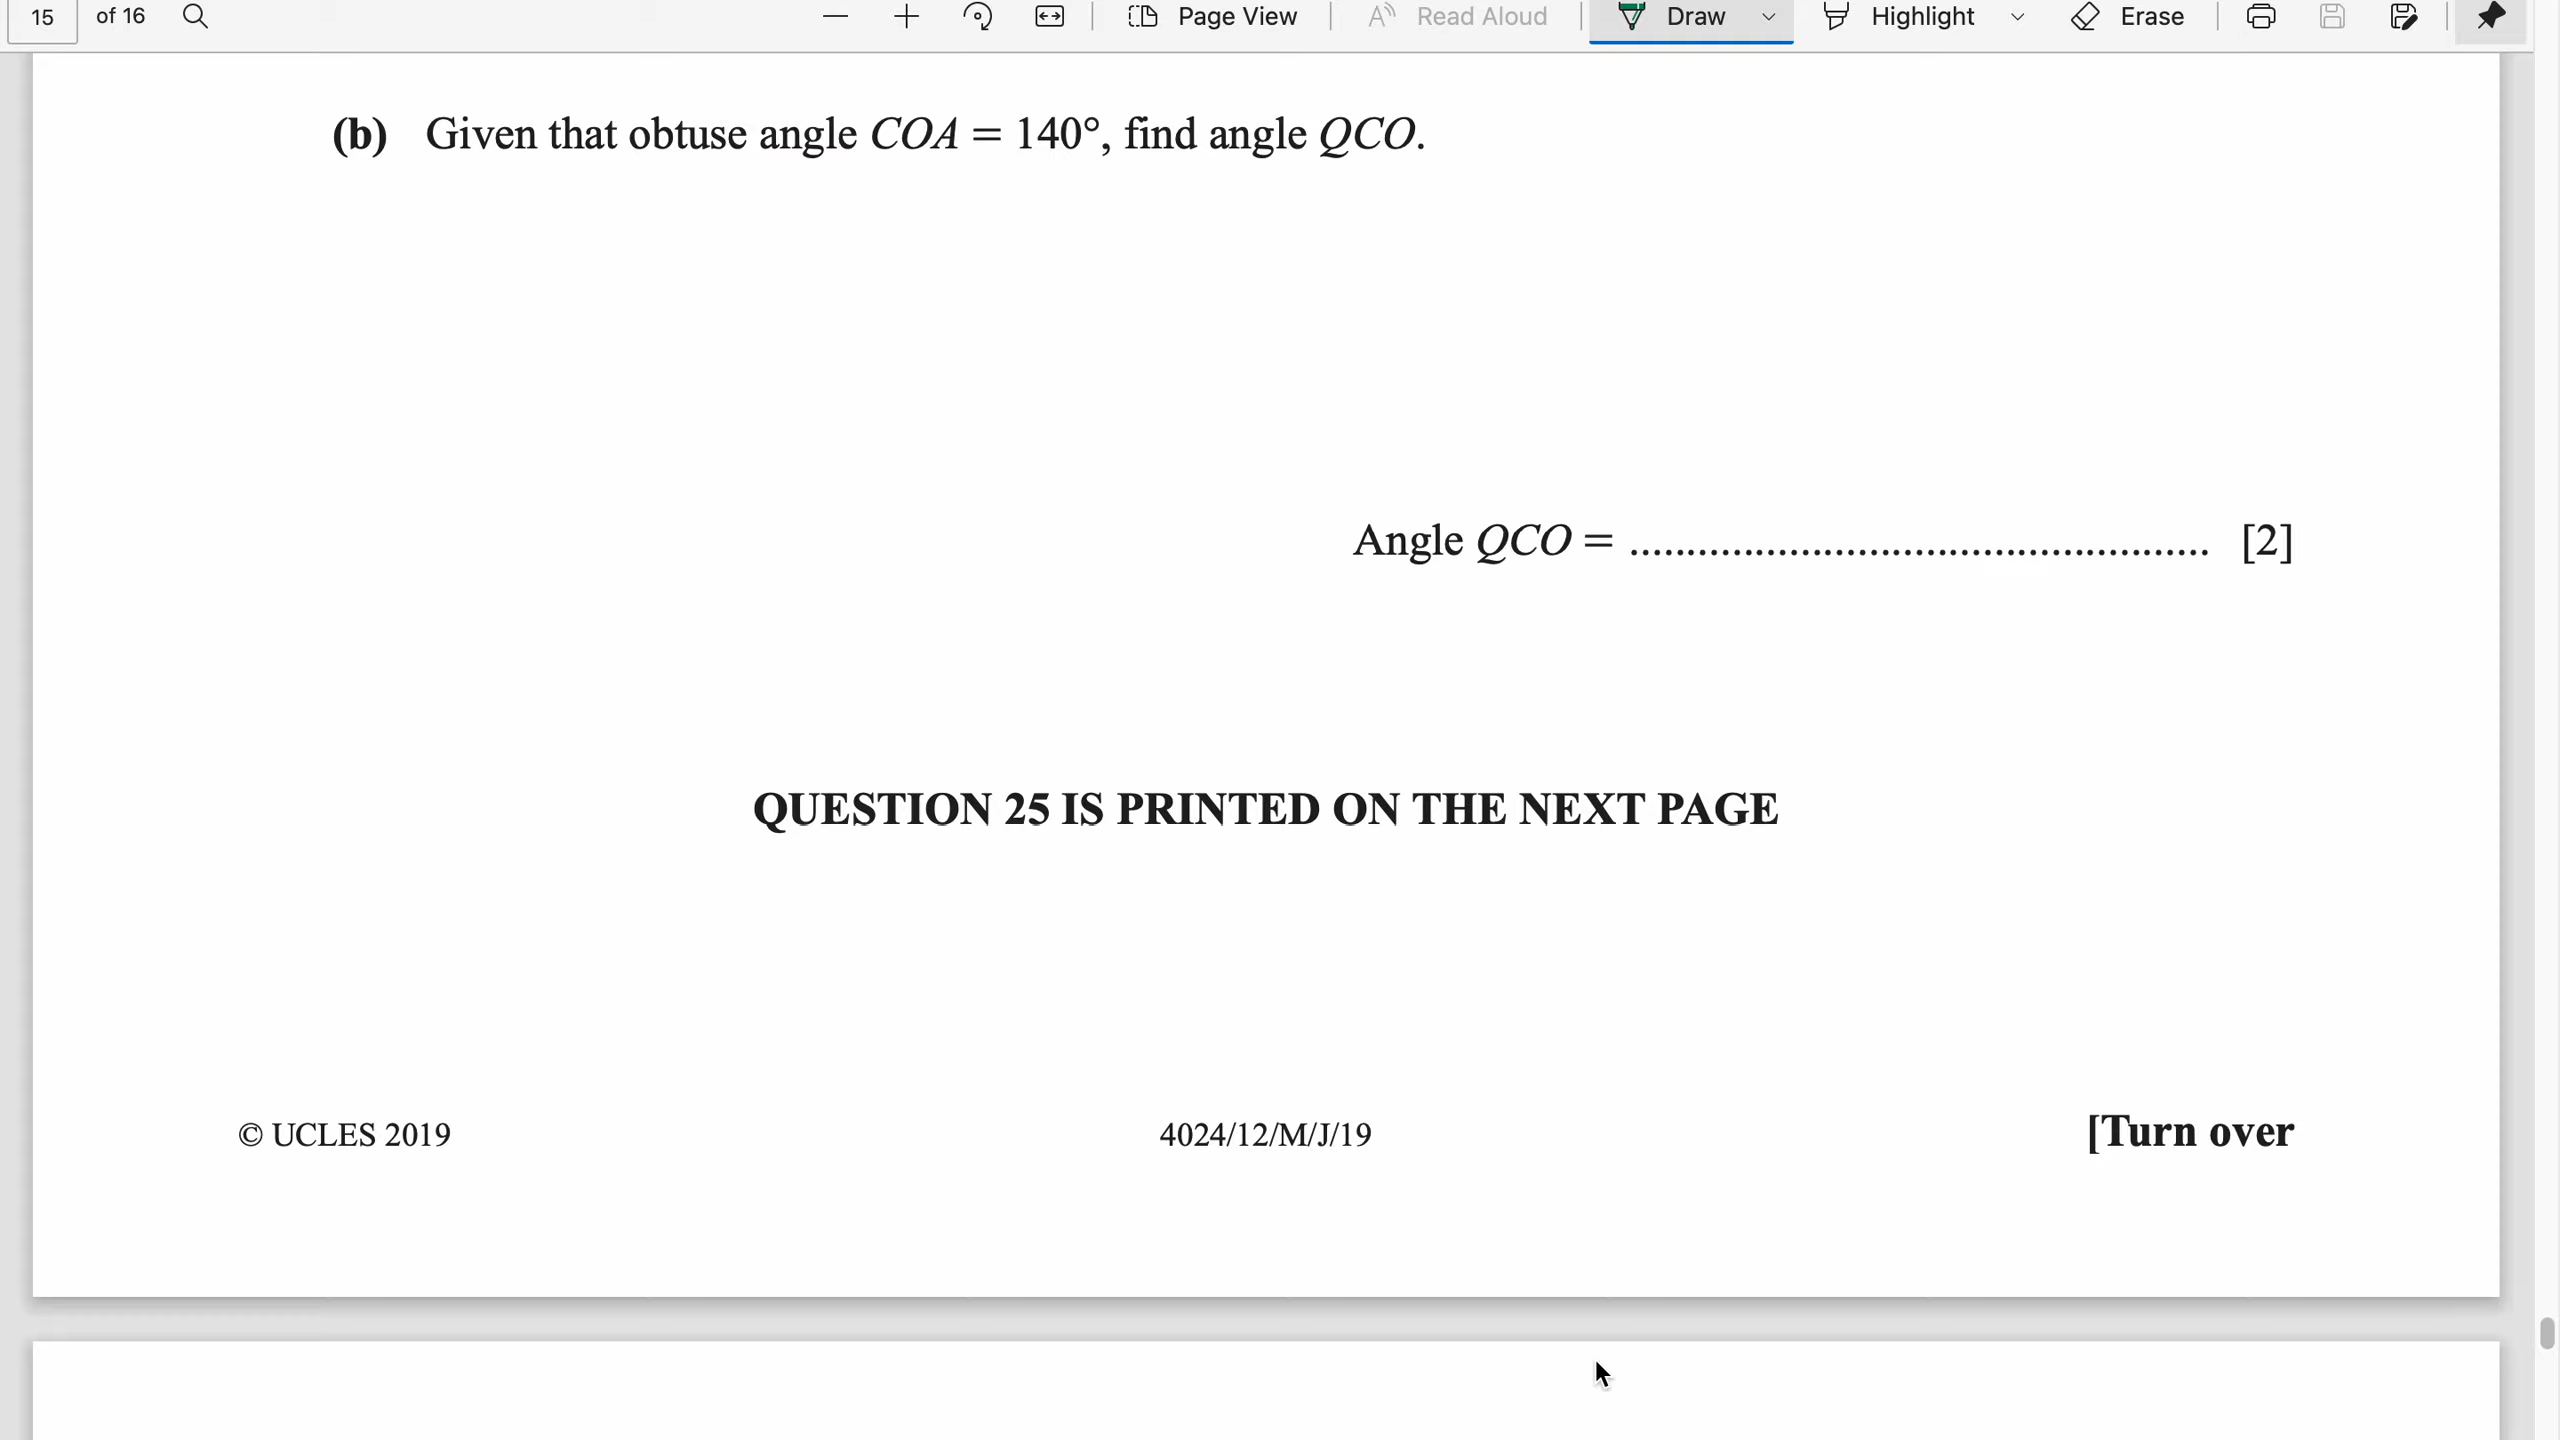 15 of 16 Page View Read Aloud Draw Highlight Erase
(b) Given that obtuse angle COA = 140°, find angle QCO.
Angle QCO = .................................................... [2]
QUESTION 25 IS PRINTED ON THE NEXT PAGE
© UCLES 2019 4024/12/M/J/19 [Turn over